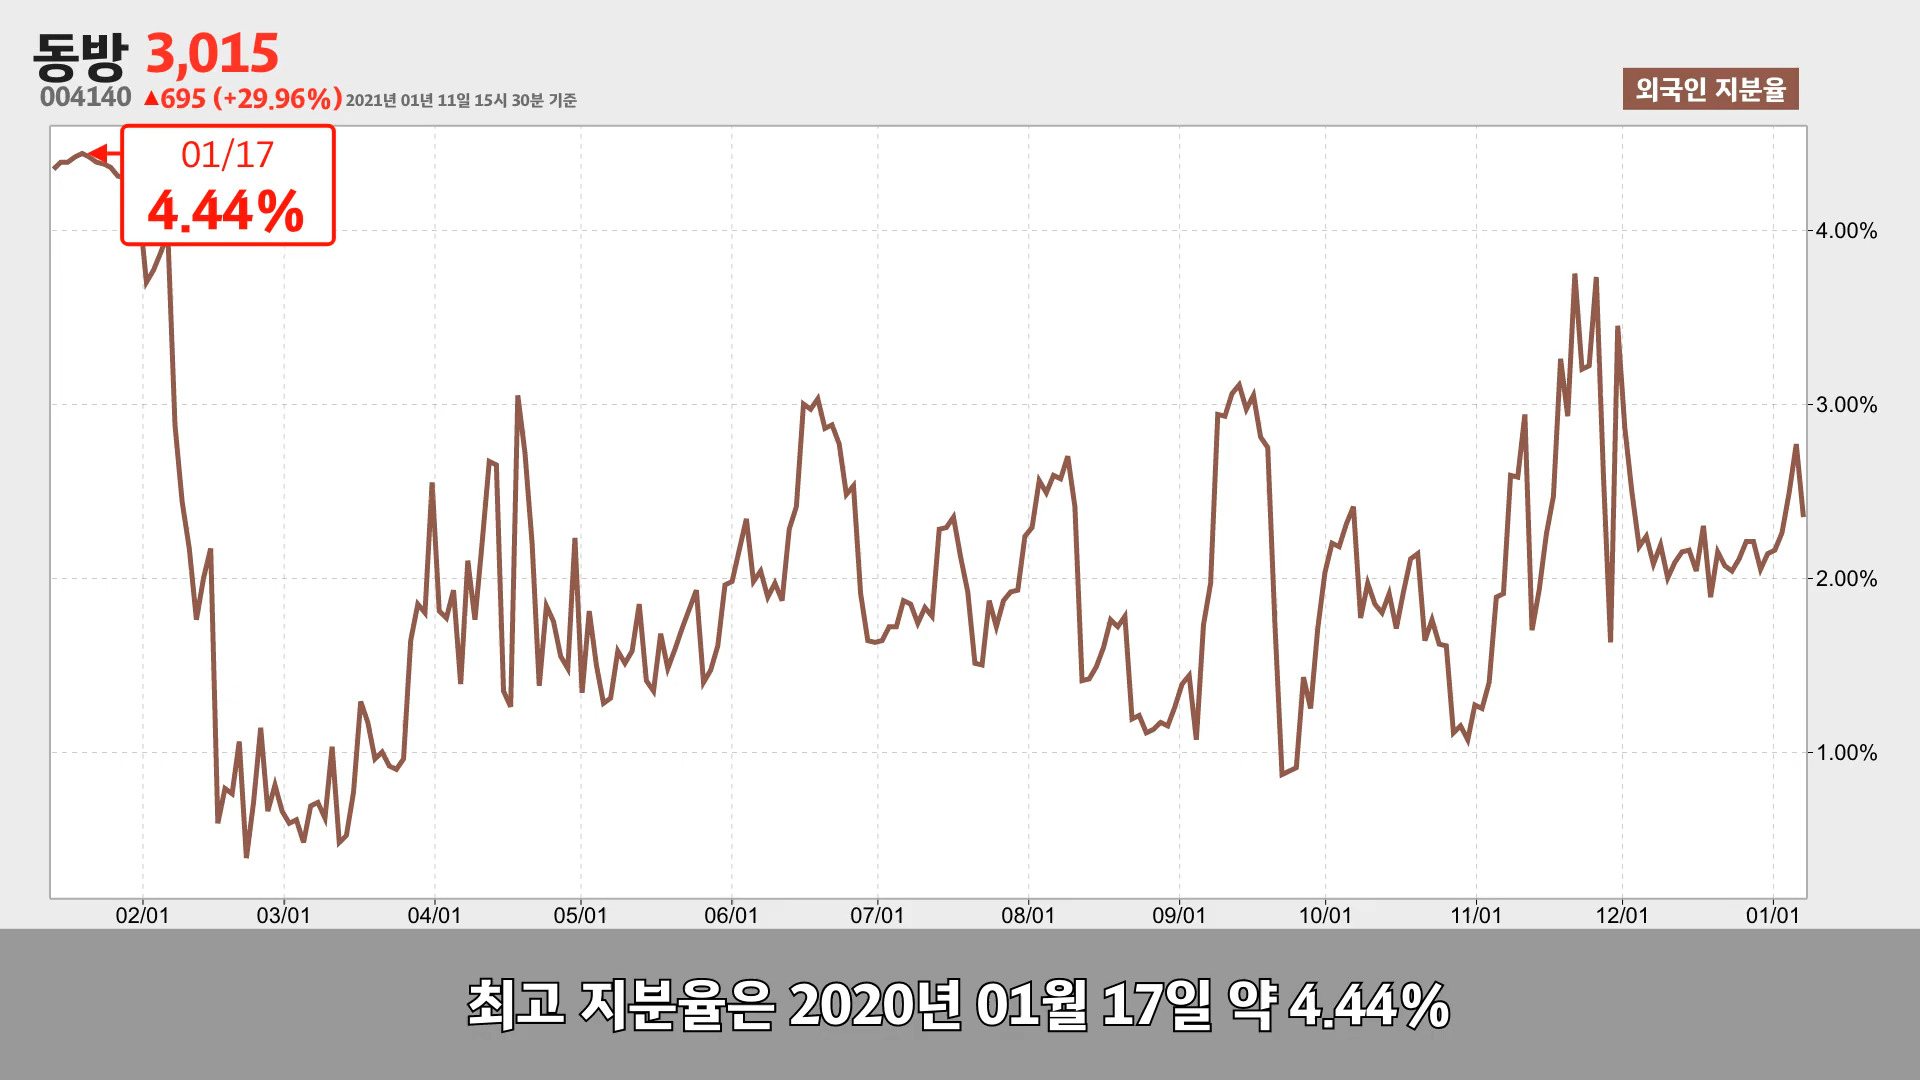 동방 3,015
004140 ▲695 (+29.96%) 2021년 01년 11일 15시 30분 기준
외국인 지분율
01/17
4.44%
4.00%
3.00%
2.00%
1.00%
02/01 03/01 04/01 05/01 06/01 07/01 08/01 09/01 10/01 11/01 12/01 01/01
최고 지분율은 2020년 01월 17일 약 4.44%